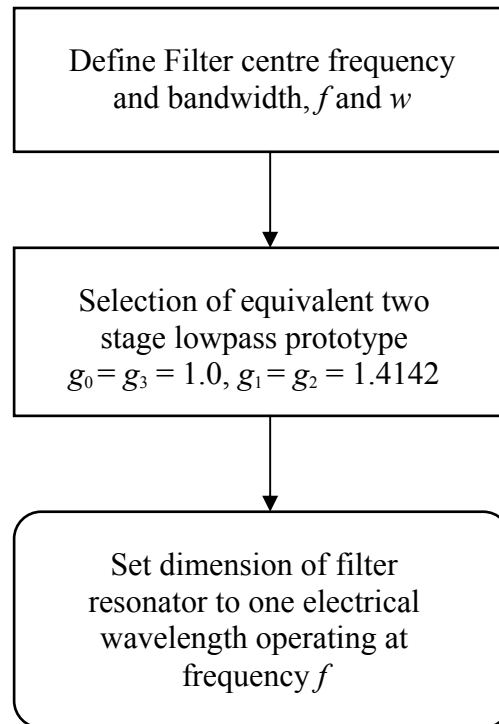 Define Filter centre frequency
and bandwidth, f and w
Selection of equivalent two
stage lowpass prototype
g₀ = g₃ = 1.0, g₁ = g₂ = 1.4142
Set dimension of filter
resonator to one electrical
wavelength operating at
frequency f